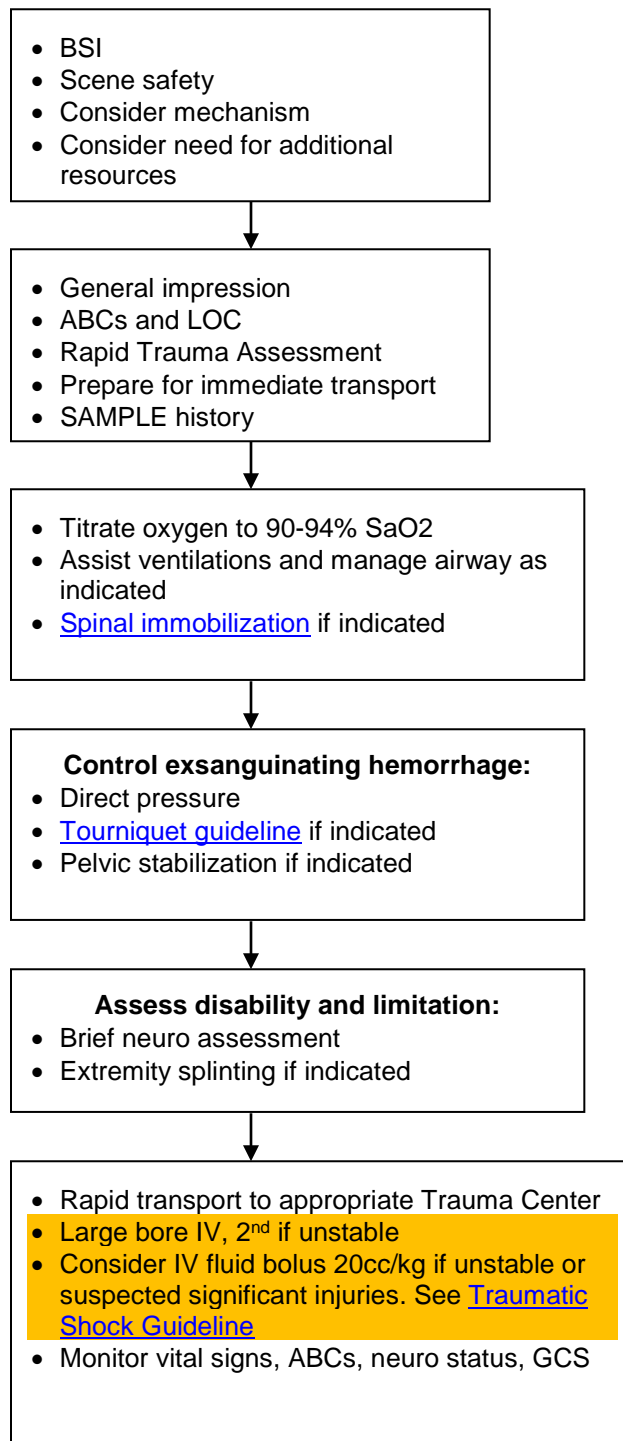 • BSI
• Scene safety
• Consider mechanism
• Consider need for additional
resources
• General impression
• ABCs and LOC
• Rapid Trauma Assessment
• Prepare for immediate transport
• SAMPLE history
• Titrate oxygen to 90-94% SaO2
• Assist ventilations and manage airway as
indicated
• Spinal immobilization if indicated
Control exsanguinating hemorrhage:
• Direct pressure
• Tourniquet guideline if indicated
• Pelvic stabilization if indicated
Assess disability and limitation:
• Brief neuro assessment
• Extremity splinting if indicated
• Rapid transport to appropriate Trauma Center
• Large bore IV, 2nd if unstable
• Consider IV fluid bolus 20cc/kg if unstable or
suspected significant injuries. See Traumatic
Shock Guideline
• Monitor vital signs, ABCs, neuro status, GCS